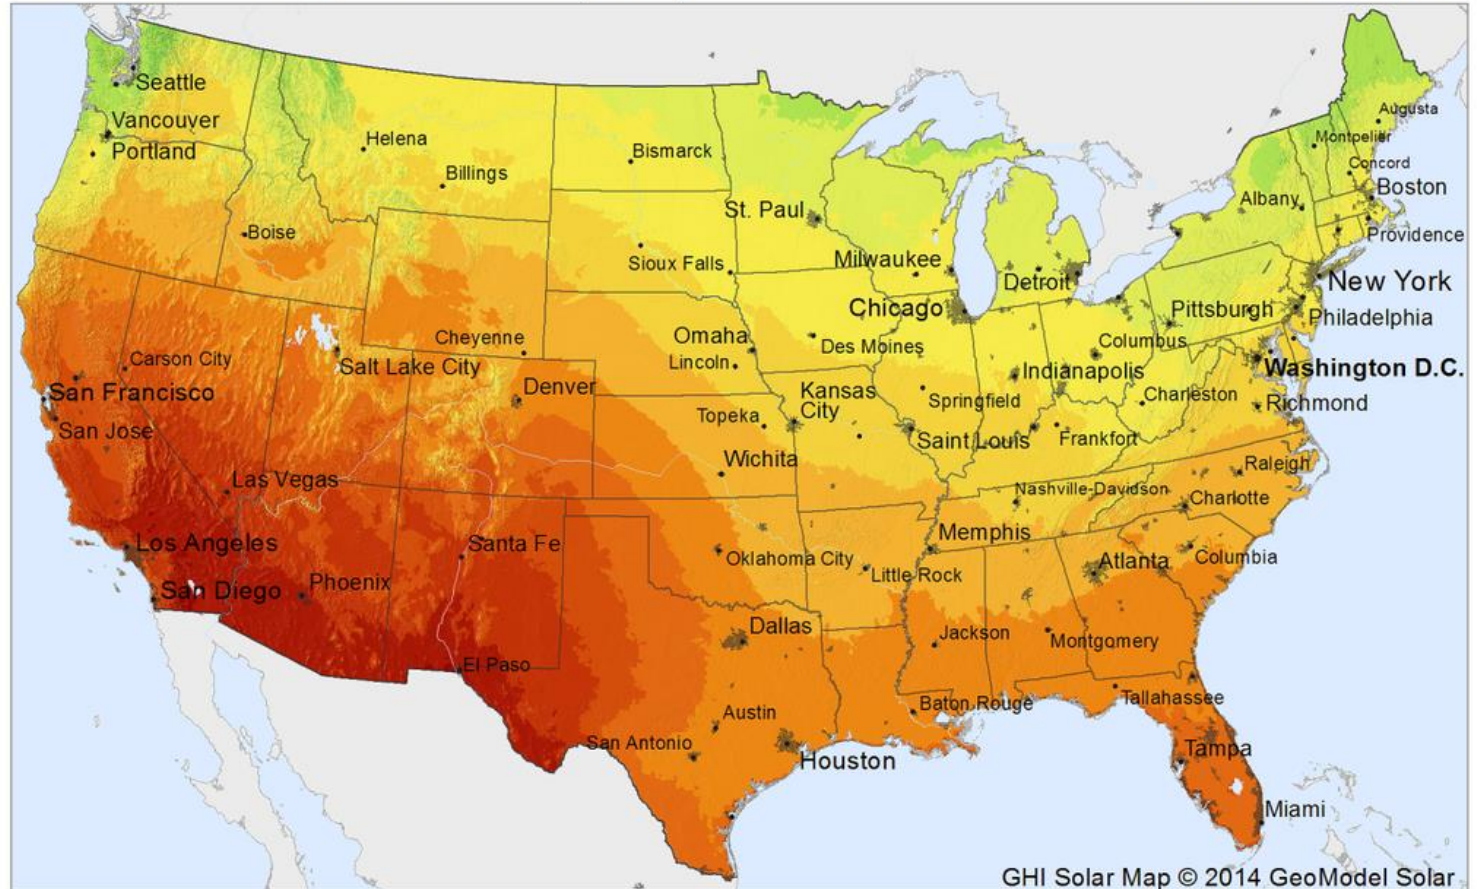 Seattle
Vancouver
Portland
Helena
Billings
Bismarck
Boise
St. Paul
Sioux Falls
Milwaukee
Detroit
Chicago
Augusta
Montpelier
Concord
Boston
Albany
Providence
New York
Pittsburgh
Philadelphia
Washington D.C.
Richmond
Carson City
San Francisco
San Jose
Salt Lake City
Cheyenne
Denver
Omaha
Lincoln
Des Moines
Kansas
City
Topeka
Wichita
Springfield
Saint Louis
Indianapolis
Columbus
Charleston
Frankfort
Las Vegas
Los Angeles
San Diego
Phoenix
Santa Fe
El Paso
Oklahoma City
Little Rock
Memphis
Nashville-Davidson
Raleigh
Charlotte
Columbia
Atlanta
Dallas
Jackson
Montgomery
Austin
San Antonio
Houston
Baton Rouge
Tallahassee
Tampa
Miami
GHI Solar Map © 2014 GeoModel Solar